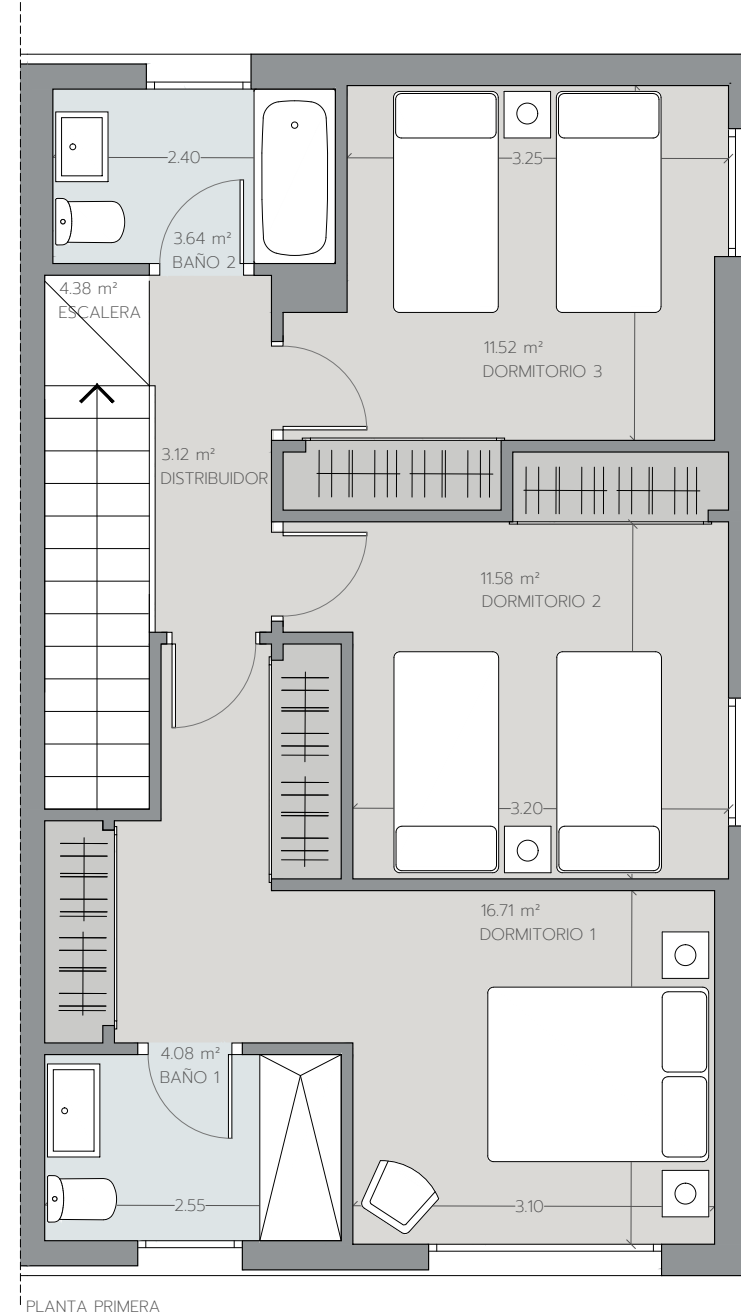 2.40
3.25
3.64 m²
BAÑO 2
4.38 m²
ESCALERA
11.52 m²
DORMITORIO 3
3.12 m²
DISTRIBUIDOR
11.58 m²
DORMITORIO 2
3.20
16.71 m²
DORMITORIO 1
4.08 m²
BAÑO 1
2.55
3.10
PLANTA PRIMERA